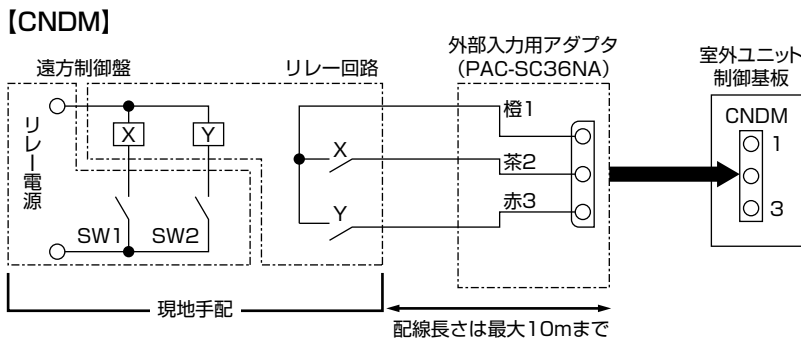 【CNDM】
遠方制御盤
リレー回路
外部入力用アダプタ
(PAC-SC36NA)
室外ユニット
制御基板
リレー電源
X
Y
SW1
SW2
X
Y
橙1
茶2
赤3
CNDM
1
3
現地手配
配線長さは最大10mまで